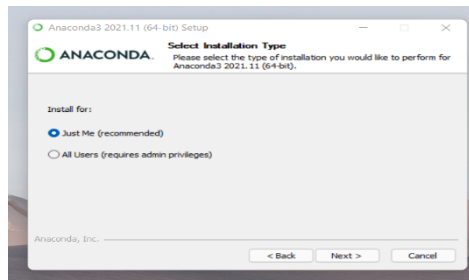 Anaconda3 2021.11 (64-bit) Setup
ANACONDA.
Select Installation Type
Please select the type of installation you would like to perform for
Anaconda3 2021.11 (64-bit).
Install for:
Just Me (recommended)
All Users (requires admin privileges)
Anaconda, Inc.
< Back Next > Cancel